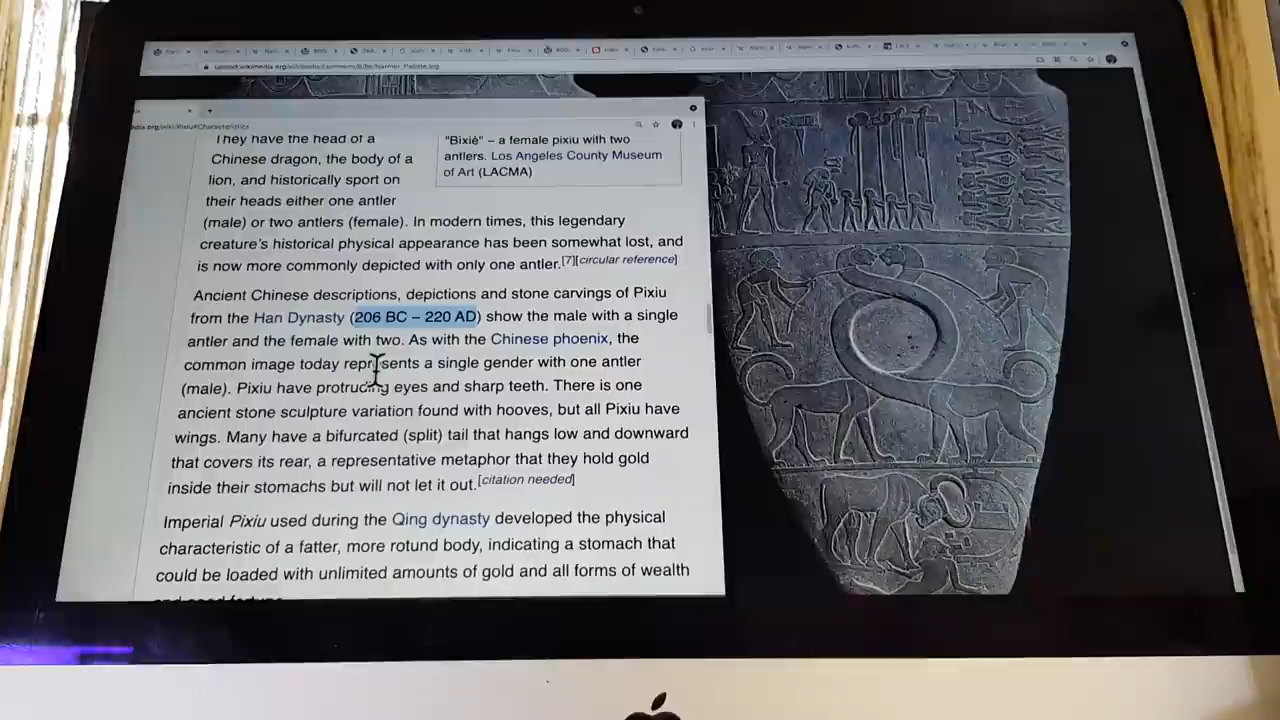 upload.wikimedia.org/wikipedia/commons/b/be/Narmer_Palette.jpg
They have the head of a
Chinese dragon, the body of a
lion, and historically sport on
their heads either one antler
(male) or two antlers (female). In modern times, this legendary
creature's historical physical appearance has been somewhat lost, and
is now more commonly depicted with only one antler.[7][circular reference]
"Bixié" – a female pixiu with two
antlers. Los Angeles County Museum
of Art (LACMA)
Ancient Chinese descriptions, depictions and stone carvings of Pixiu
from the Han Dynasty (206 BC – 220 AD) show the male with a single
antler and the female with two. As with the Chinese phoenix, the
common image today represents a single gender with one antler
(male). Pixiu have protruding eyes and sharp teeth. There is one
ancient stone sculpture variation found with hooves, but all Pixiu have
wings. Many have a bifurcated (split) tail that hangs low and downward
that covers its rear, a representative metaphor that they hold gold
inside their stomachs but will not let it out.[citation needed]
Imperial Pixiu used during the Qing dynasty developed the physical
characteristic of a fatter, more rotund body, indicating a stomach that
could be loaded with unlimited amounts of gold and all forms of wealth